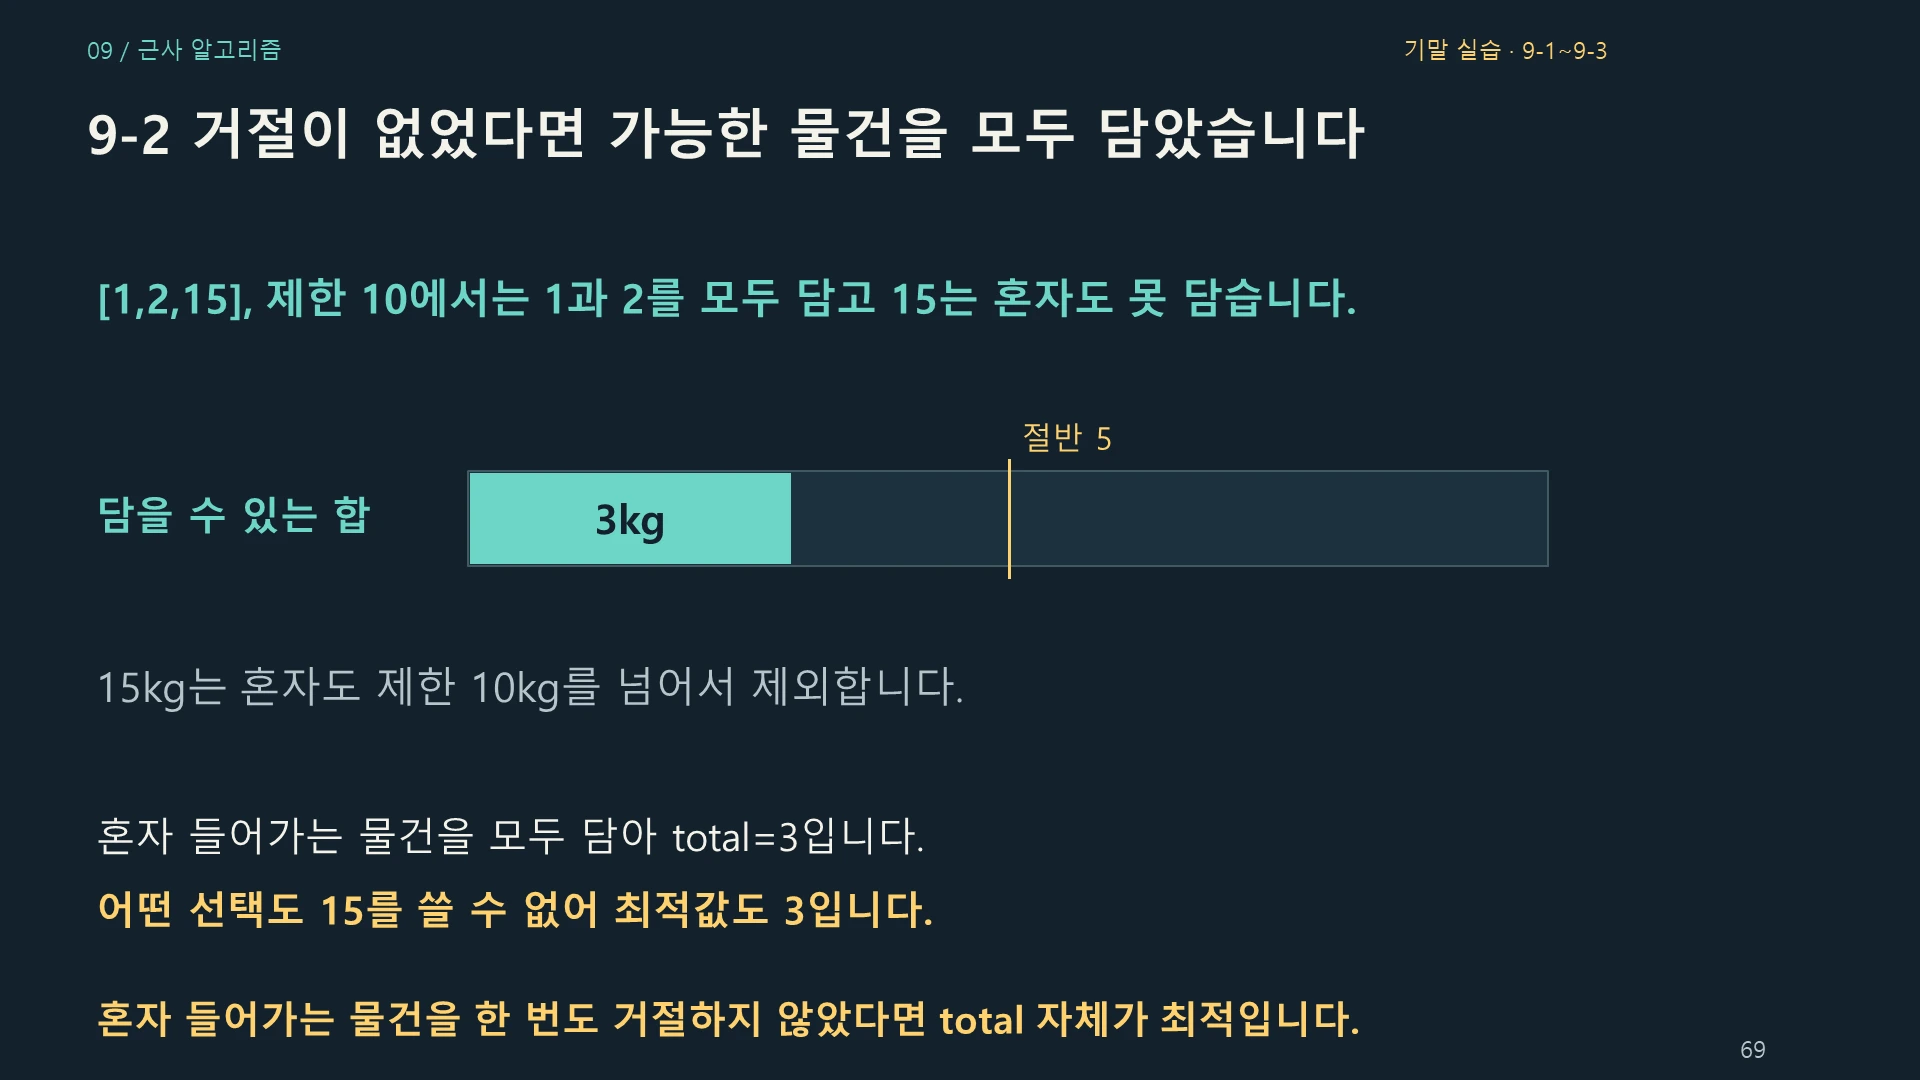 09 / 근사 알고리즘
기말 실습 · 9-1~9-3
9-2 거절이 없었다면 가능한 물건을 모두 담았습니다
[1,2,15], 제한 10에서는 1과 2를 모두 담고 15는 혼자도 못 담습니다.
절반 5
담을 수 있는 합
3kg
15kg는 혼자도 제한 10kg를 넘어서 제외합니다.
혼자 들어가는 물건을 모두 담아 total=3입니다.
어떤 선택도 15를 쓸 수 없어 최적값도 3입니다.
혼자 들어가는 물건을 한 번도 거절하지 않았다면 total 자체가 최적입니다.
69